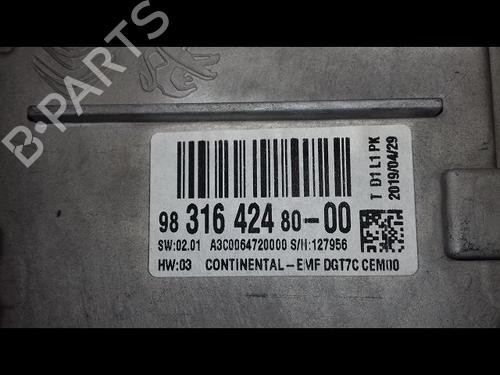 B-PARTS
98 316 424 80-00
SW:02.01 A3C0064720000 S/N:127956
HW:03 CONTINENTAL-EMF DGT7C CEM00
T D1 L1 PK
2019/04/29